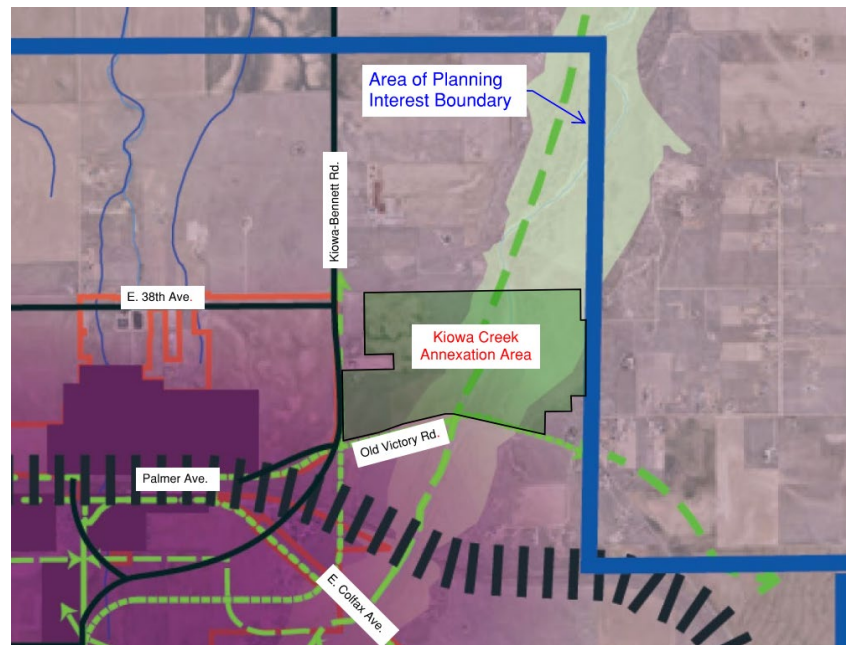 Area of Planning
Interest Boundary
Kiowa-Bennett Rd.
E. 38th Ave.
Kiowa Creek
Annexation Area
Old Victory Rd.
Palmer Ave.
E. Colfax Ave.